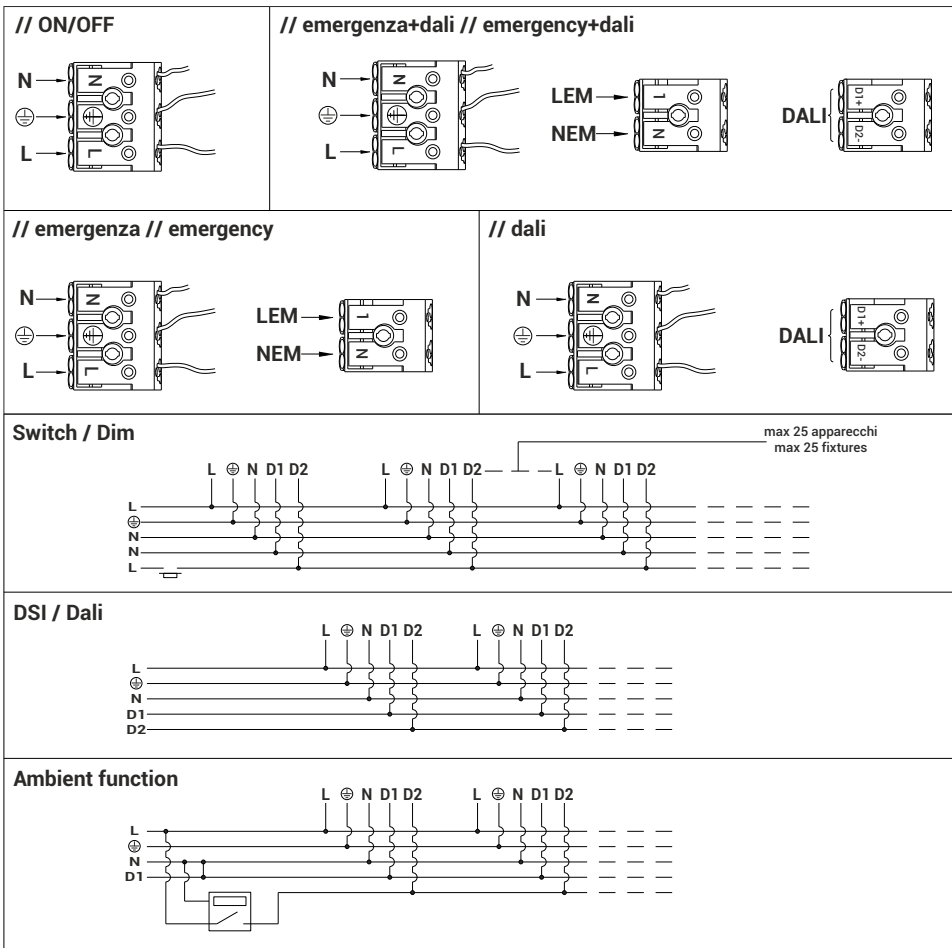 // ON/OFF
N
L
N
L
// emergenza+dali // emergency+dali
N
L
N
L
LEM
NEM
1
N
DALI
D1+
D2-
// emergenza // emergency
N
L
N
L
LEM
NEM
1
N
// dali
N
L
N
L
DALI
D1+
D2-
Switch / Dim
max 25 apparecchi
max 25 fixtures
L N D1 D2 L N D1 D2 L N D1 D2
L
N
N
L
DSI / Dali
L N D1 D2 L N D1 D2
L
N
D1
D2
Ambient function
L N D1 D2 L N D1 D2
L
N
D1